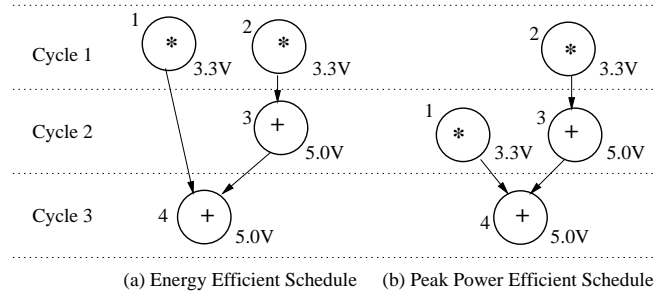 Cycle 1
1
*
3.3V
2
*
3.3V
2
*
3.3V
Cycle 2
3
+
5.0V
1
*
3.3V
3
+
5.0V
Cycle 3
4
+
5.0V
4
+
5.0V
(a) Energy Efficient Schedule
(b) Peak Power Efficient Schedule